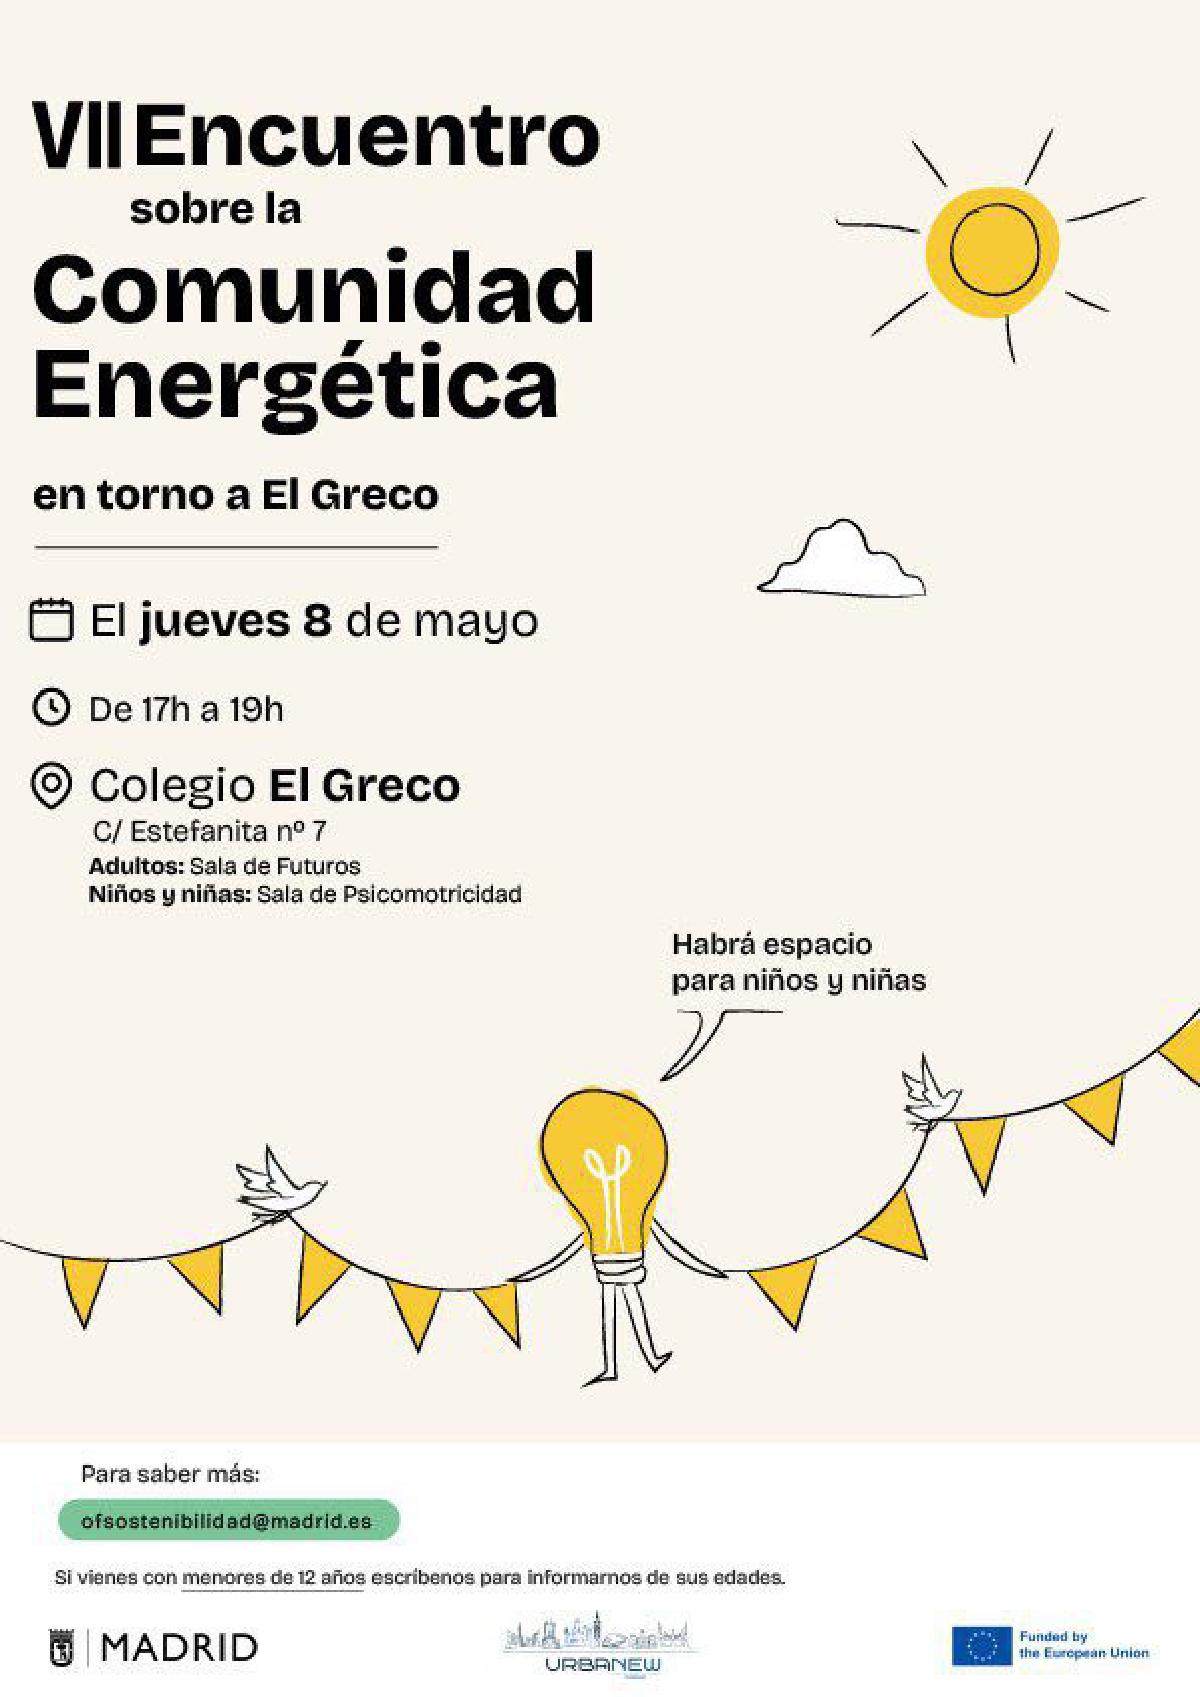 VII Encuentro
sobre la
Comunidad
Energética
en torno a El Greco
El jueves 8 de mayo
De 17h a 19h
Colegio El Greco
C/ Estefanita nº 7
Adultos: Sala de Futuros
Niños y niñas: Sala de Psicomotricidad
Habrá espacio
para niños y niñas
Para saber más:
ofsostenibilidad@madrid.es
Si vienes con menores de 12 años escríbenos para informarnos de sus edades.
MADRID
URBANEW
Funded by
the European Union